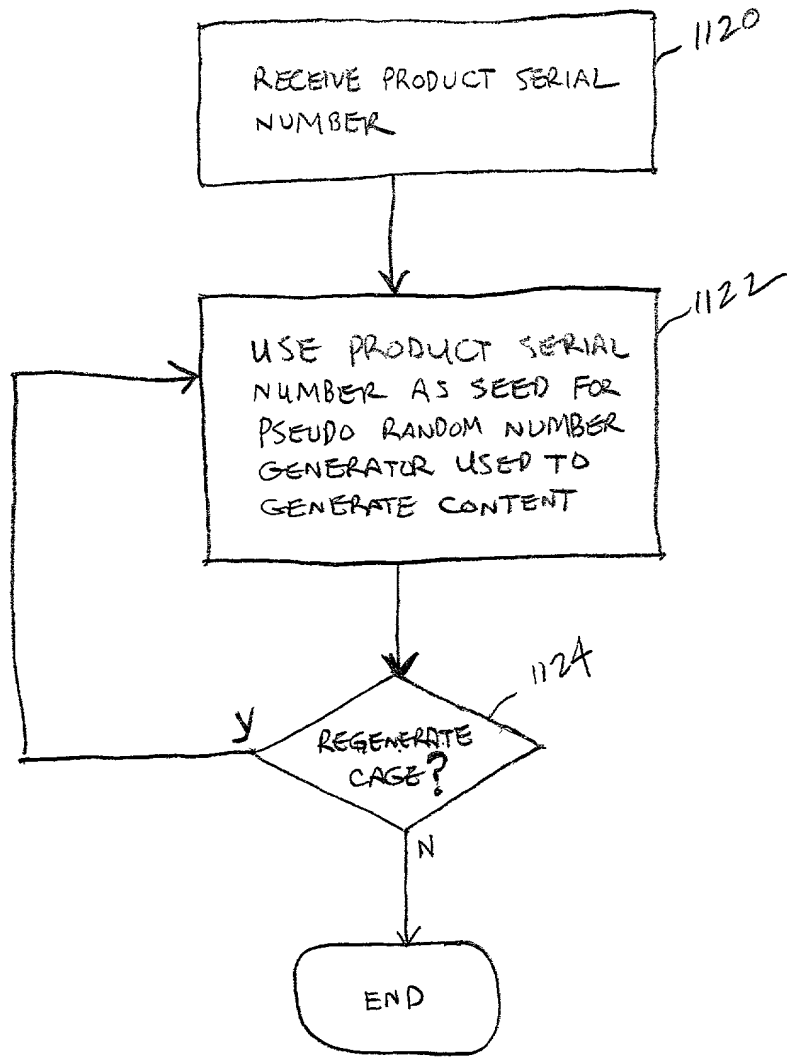 1120
RECEIVE PRODUCT SERIAL
NUMBER
1122
USE PRODUCT SERIAL
NUMBER AS SEED FOR
PSEUDO RANDOM NUMBER
GENERATOR USED TO
GENERATE CONTENT
1124
Y
REGENERATE
CAGE?
N
END